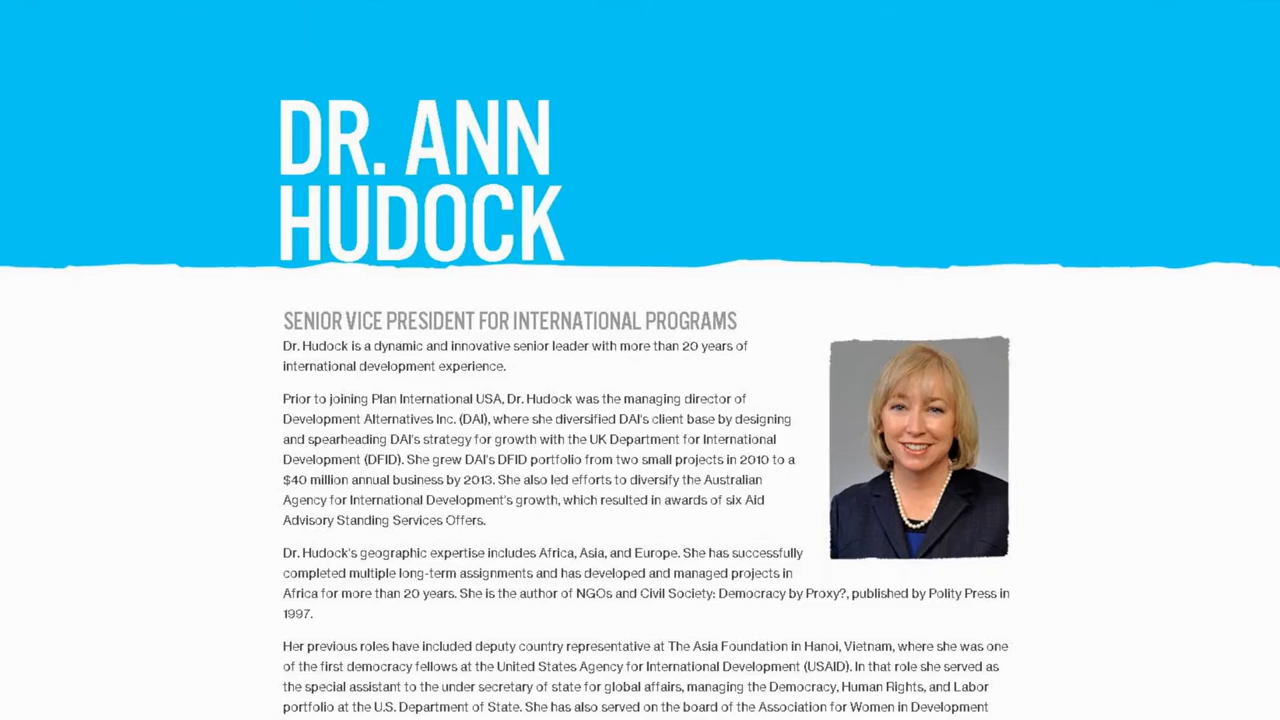 DR. ANN
HUDOCK
SENIOR VICE PRESIDENT FOR INTERNATIONAL PROGRAMS
Dr. Hudock is a dynamic and innovative senior leader with more than 20 years of
international development experience.
Prior to joining Plan International USA, Dr. Hudock was the managing director of
Development Alternatives Inc. (DAI), where she diversified DAI's client base by designing
and spearheading DAI's strategy for growth with the UK Department for International
Development (DFID). She grew DAI's DFID portfolio from two small projects in 2010 to a
$40 million annual business by 2013. She also led efforts to diversify the Australian
Agency for International Development's growth, which resulted in awards of six Aid
Advisory Standing Services Offers.
Dr. Hudock's geographic expertise includes Africa, Asia, and Europe. She has successfully
completed multiple long-term assignments and has developed and managed projects in
Africa for more than 20 years. She is the author of NGOs and Civil Society: Democracy by Proxy?, published by Polity Press in
1997.
Her previous roles have included deputy country representative at The Asia Foundation in Hanoi, Vietnam, where she was one
of the first democracy fellows at the United States Agency for International Development (USAID). In that role she served as
the special assistant to the under secretary of state for global affairs, managing the Democracy, Human Rights, and Labor
portfolio at the U.S. Department of State. She has also served on the board of the Association for Women in Development